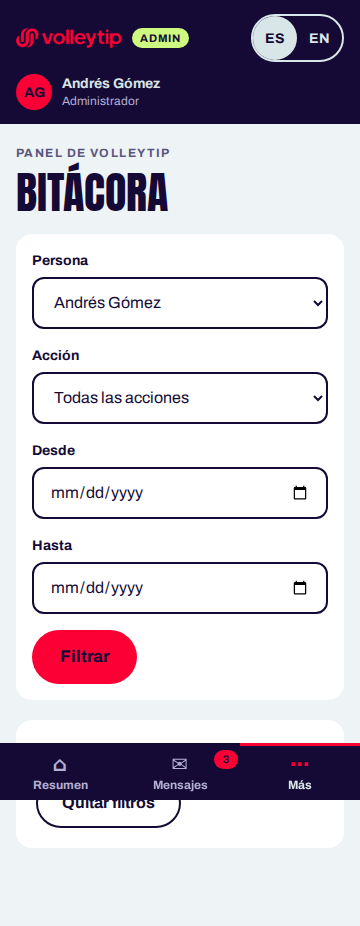 volleytip ADMIN ES EN
AG Andrés Gómez
Administrador
PANEL DE VOLLEYTIP
BITÁCORA
Persona
Andrés Gómez
Acción
Todas las acciones
Desde
mm/dd/yyyy
Hasta
mm/dd/yyyy
Filtrar
3
Resumen Mensajes Más
Quitar filtros